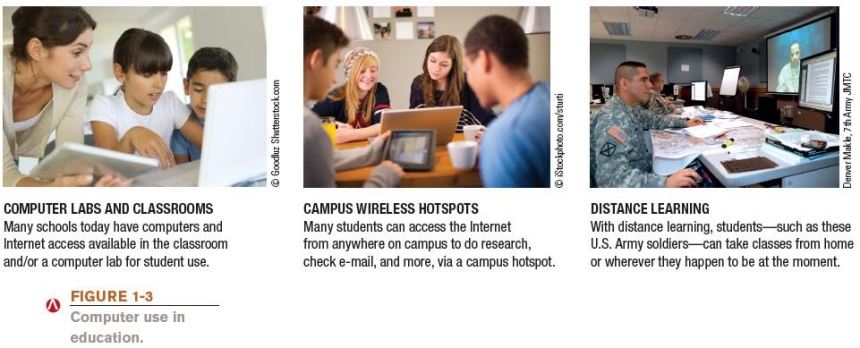 © Goodluz Shutterstock.com
© iStockphoto.com/sturti
Denver Makle, 7th Army JMTC
COMPUTER LABS AND CLASSROOMS
Many schools today have computers and
Internet access available in the classroom
and/or a computer lab for student use.
CAMPUS WIRELESS HOTSPOTS
Many students can access the Internet
from anywhere on campus to do research,
check e-mail, and more, via a campus hotspot.
DISTANCE LEARNING
With distance learning, students—such as these
U.S. Army soldiers—can take classes from home
or wherever they happen to be at the moment.
FIGURE 1-3
Computer use in
education.